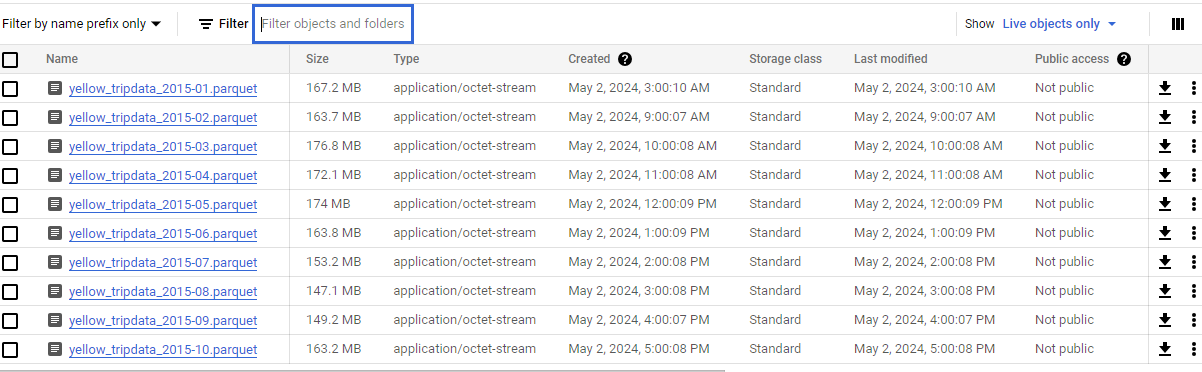 Filter by name prefix only Filter Filter objects and folders Show Live objects only
Name Size Type Created Storage class Last modified Public access
yellow_tripdata_2015-01.parquet 167.2 MB application/octet-stream May 2, 2024, 3:00:10 AM Standard May 2, 2024, 3:00:10 AM Not public
yellow_tripdata_2015-02.parquet 163.7 MB application/octet-stream May 2, 2024, 9:00:07 AM Standard May 2, 2024, 9:00:07 AM Not public
yellow_tripdata_2015-03.parquet 176.8 MB application/octet-stream May 2, 2024, 10:00:08 AM Standard May 2, 2024, 10:00:08 AM Not public
yellow_tripdata_2015-04.parquet 172.1 MB application/octet-stream May 2, 2024, 11:00:08 AM Standard May 2, 2024, 11:00:08 AM Not public
yellow_tripdata_2015-05.parquet 174 MB application/octet-stream May 2, 2024, 12:00:09 PM Standard May 2, 2024, 12:00:09 PM Not public
yellow_tripdata_2015-06.parquet 163.8 MB application/octet-stream May 2, 2024, 1:00:09 PM Standard May 2, 2024, 1:00:09 PM Not public
yellow_tripdata_2015-07.parquet 153.2 MB application/octet-stream May 2, 2024, 2:00:08 PM Standard May 2, 2024, 2:00:08 PM Not public
yellow_tripdata_2015-08.parquet 147.1 MB application/octet-stream May 2, 2024, 3:00:08 PM Standard May 2, 2024, 3:00:08 PM Not public
yellow_tripdata_2015-09.parquet 149.2 MB application/octet-stream May 2, 2024, 4:00:07 PM Standard May 2, 2024, 4:00:07 PM Not public
yellow_tripdata_2015-10.parquet 163.2 MB application/octet-stream May 2, 2024, 5:00:08 PM Standard May 2, 2024, 5:00:08 PM Not public